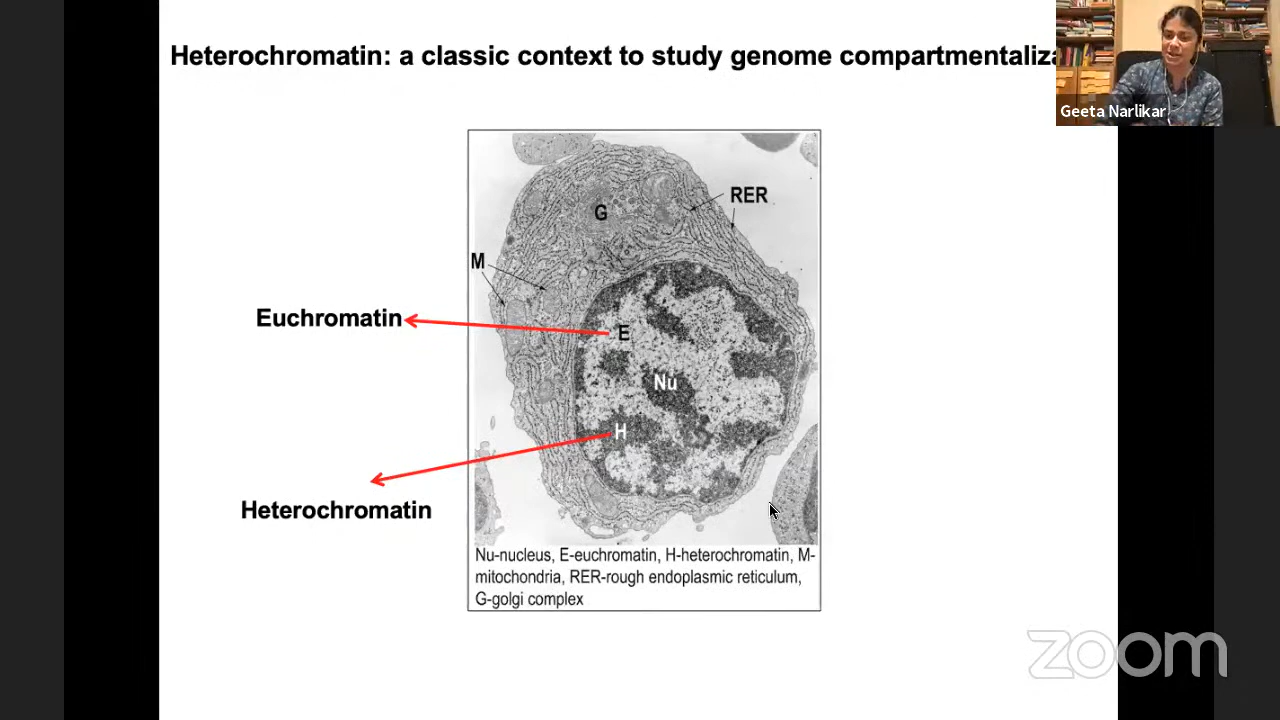 Heterochromatin: a classic context to study genome compartmentaliza
Geeta Narlikar
RER
G
M
Euchromatin
E
Nu
H
Heterochromatin
Nu-nucleus, E-euchromatin, H-heterochromatin, M-
mitochondria, RER-rough endoplasmic reticulum,
G-golgi complex
zoom